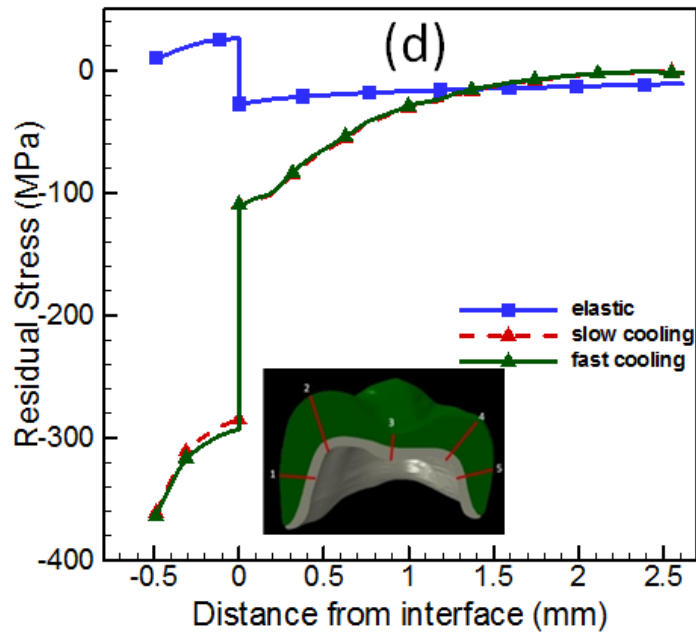 (d)
0
-100
-200
-300
-400
Residual Stress (MPa)
elastic
slow cooling
fast cooling
2
3
4
1
5
-0.5
0
0.5
1
1.5
2
2.5
Distance from interface (mm)